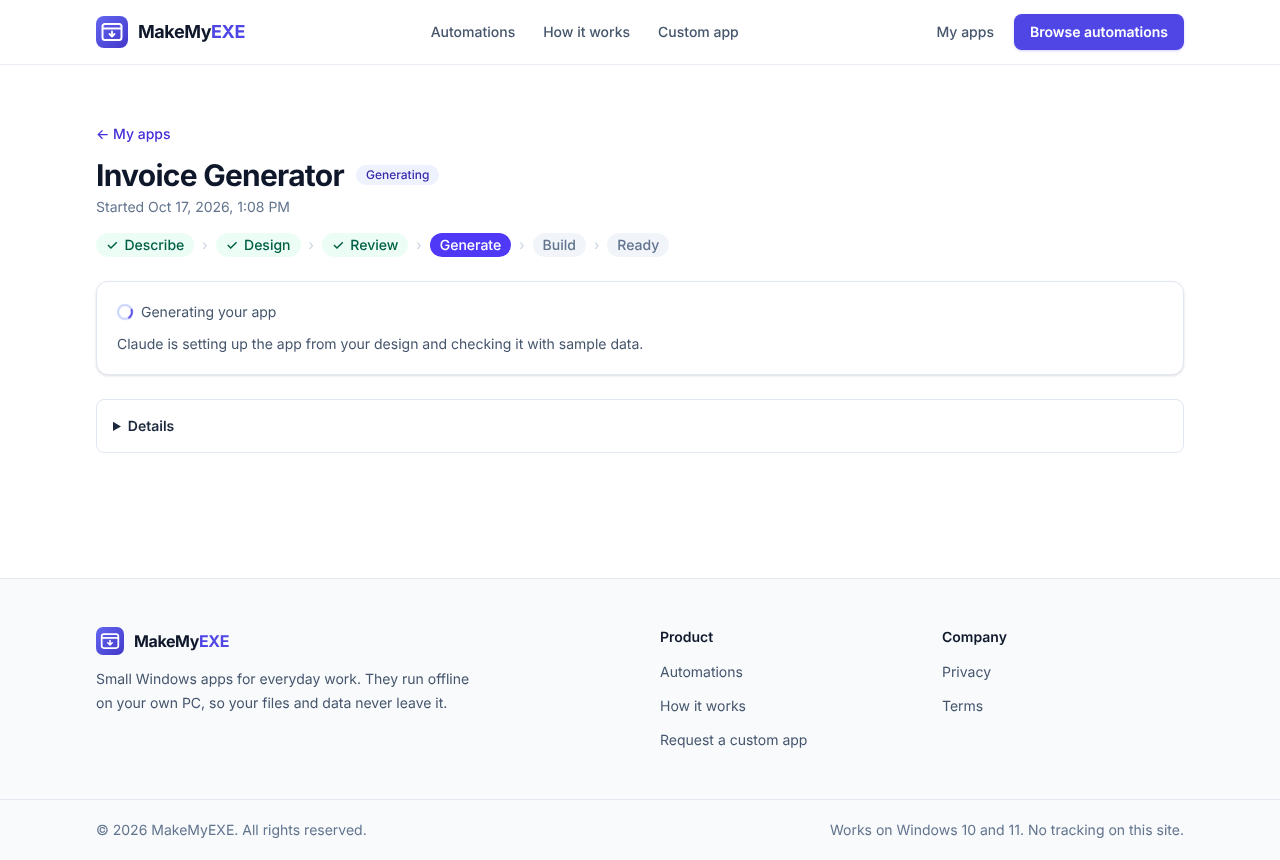 MakeMyEXE
Automations
How it works
Custom app
My apps
Browse automations
← My apps
Invoice Generator
Generating
Started Oct 17, 2026, 1:08 PM
✓ Describe › ✓ Design › ✓ Review › Generate › Build › Ready
Generating your app
Claude is setting up the app from your design and checking it with sample data.
▶ Details
MakeMyEXE
Small Windows apps for everyday work. They run offline
on your own PC, so your files and data never leave it.
Product
Automations
How it works
Request a custom app
Company
Privacy
Terms
© 2026 MakeMyEXE. All rights reserved.
Works on Windows 10 and 11. No tracking on this site.